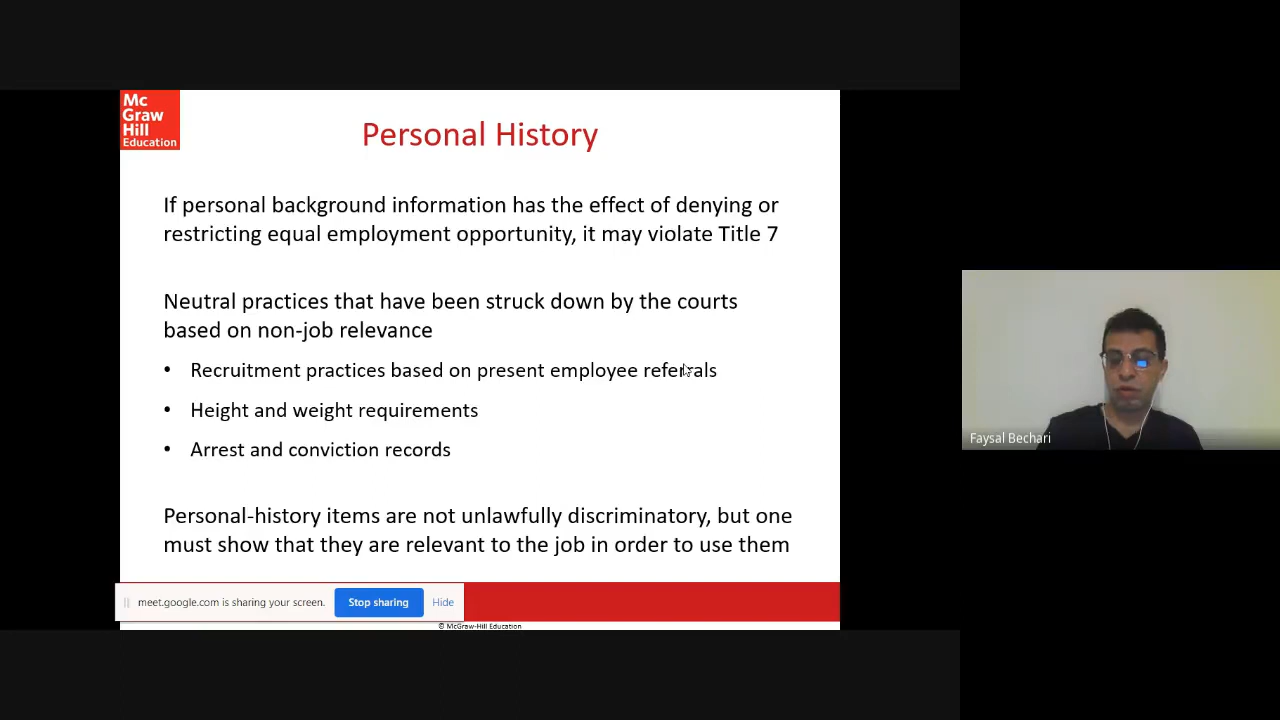 Mc
Graw
Hill
Education
Personal History
If personal background information has the effect of denying or
restricting equal employment opportunity, it may violate Title 7
Neutral practices that have been struck down by the courts
based on non-job relevance
• Recruitment practices based on present employee referrals
• Height and weight requirements
• Arrest and conviction records
Personal-history items are not unlawfully discriminatory, but one
must show that they are relevant to the job in order to use them
meet.google.com is sharing your screen. Stop sharing Hide
© McGraw-Hill Education
Faysal Bechari